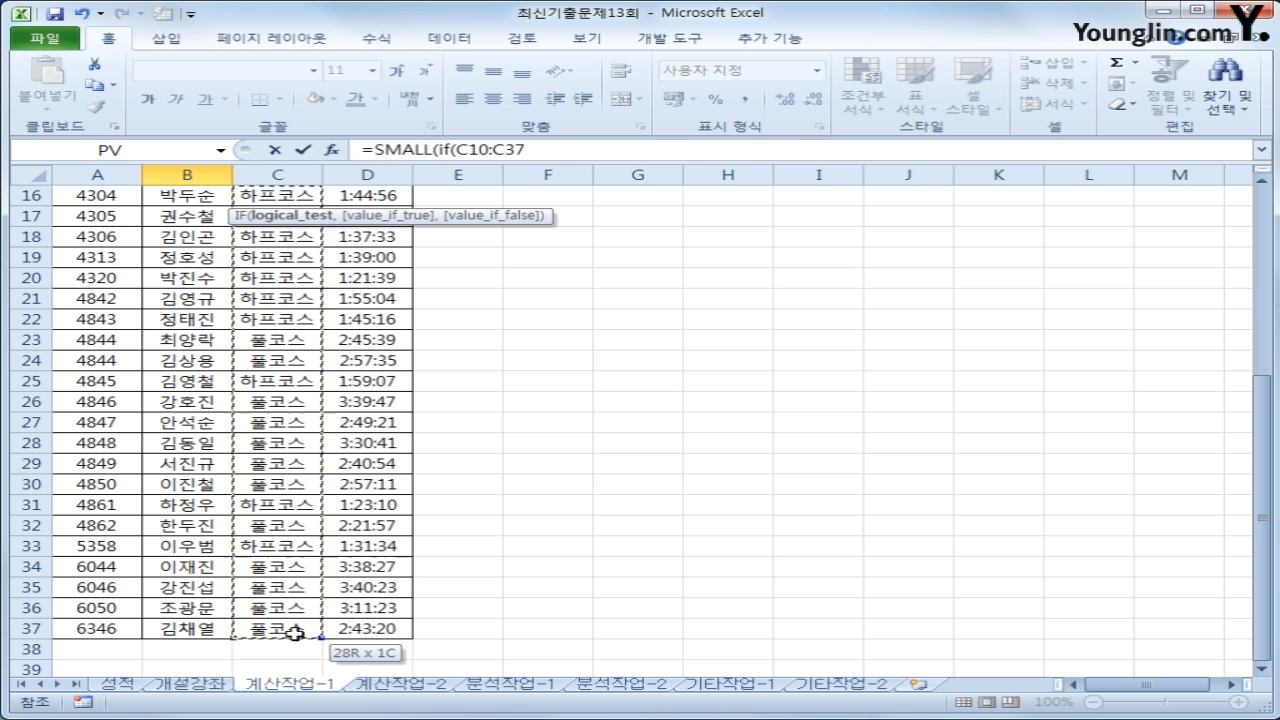 최신기출문제13회 - Microsoft Excel
Younglin.com Y.
파일 홈 삽입 페이지 레이아웃 수식 데이터 검토 보기 개발 도구 추가 기능
붙여넣기 11 가 가 가 가 가 가 사용자 지정 % , 조건부 서식 표 서식 셀 스타일 삽입 삭제 서식 Σ 정렬 및 필터 찾기 및 선택
클립보드 글꼴 맞춤 표시 형식 스타일 셀 편집
PV fx =SMALL(if(C10:C37
A B C D E F G H I J K L M
16 4304 박두순 하프코스 1:44:56
17 4305 권수철 IF(logical_test, [value_if_true], [value_if_false])
18 4306 김인곤 하프코스 1:37:33
19 4313 정호성 하프코스 1:39:00
20 4320 박진수 하프코스 1:21:39
21 4842 김영규 하프코스 1:55:04
22 4843 정태진 하프코스 1:45:16
23 4844 최양락 풀코스 2:45:39
24 4844 김상용 풀코스 2:57:35
25 4845 김영철 하프코스 1:59:07
26 4846 강호진 풀코스 3:39:47
27 4847 안석순 풀코스 2:49:21
28 4848 김동일 풀코스 3:30:41
29 4849 서진규 풀코스 2:40:54
30 4850 이진철 풀코스 2:57:11
31 4861 하정우 하프코스 1:23:10
32 4862 한두진 풀코스 2:21:57
33 5358 이우범 하프코스 1:31:34
34 6044 이재진 풀코스 3:38:27
35 6046 강진섭 풀코스 3:40:23
36 6050 조광문 풀코스 3:11:23
37 6346 김채열 풀코스 2:43:20
38 28R x 1C
39
성적 개설강좌 계산작업-1 계산작업-2 분석작업-1 분석작업-2 기타작업-1 기타작업-2
참조 100%